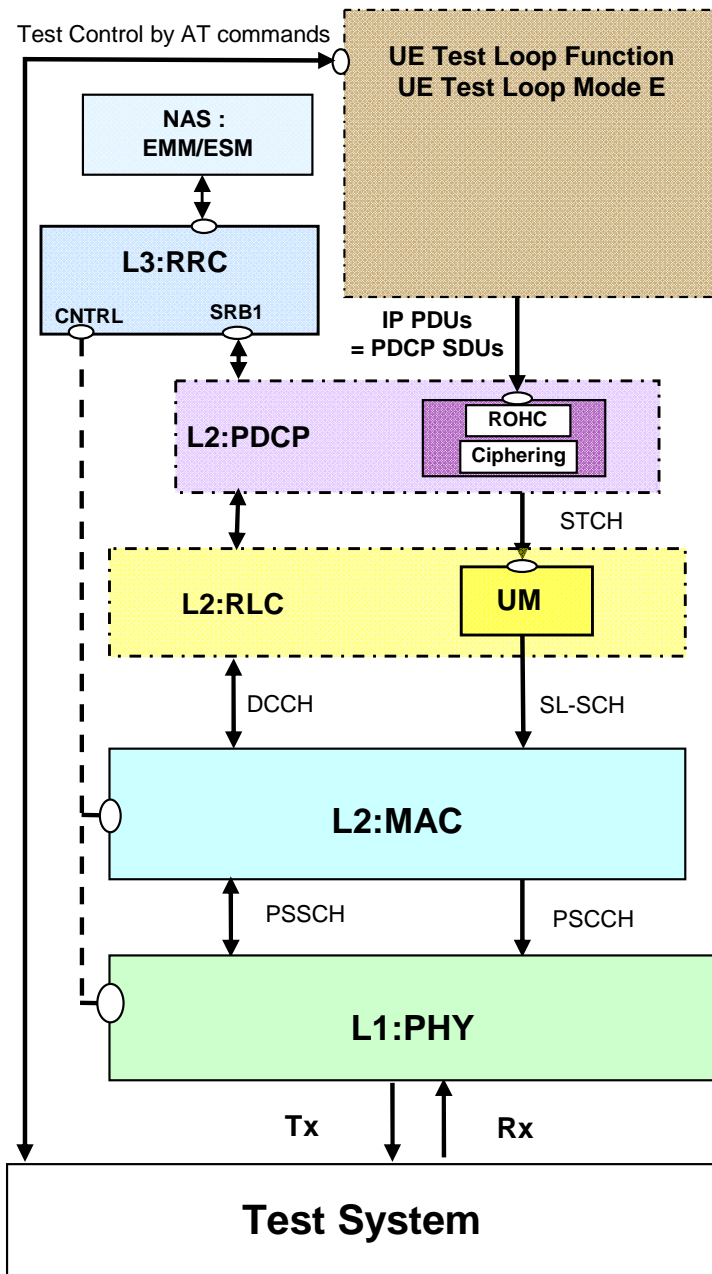 Test Control by AT commands
UE Test Loop Function
UE Test Loop Mode E
NAS :
EMM/ESM
L3:RRC
CNTRL
SRB1
IP PDUs
= PDCP SDUs
L2:PDCP
ROHC
Ciphering
STCH
L2:RLC
UM
DCCH
SL-SCH
L2:MAC
PSSCH
PSCCH
L1:PHY
Tx
Rx
Test System